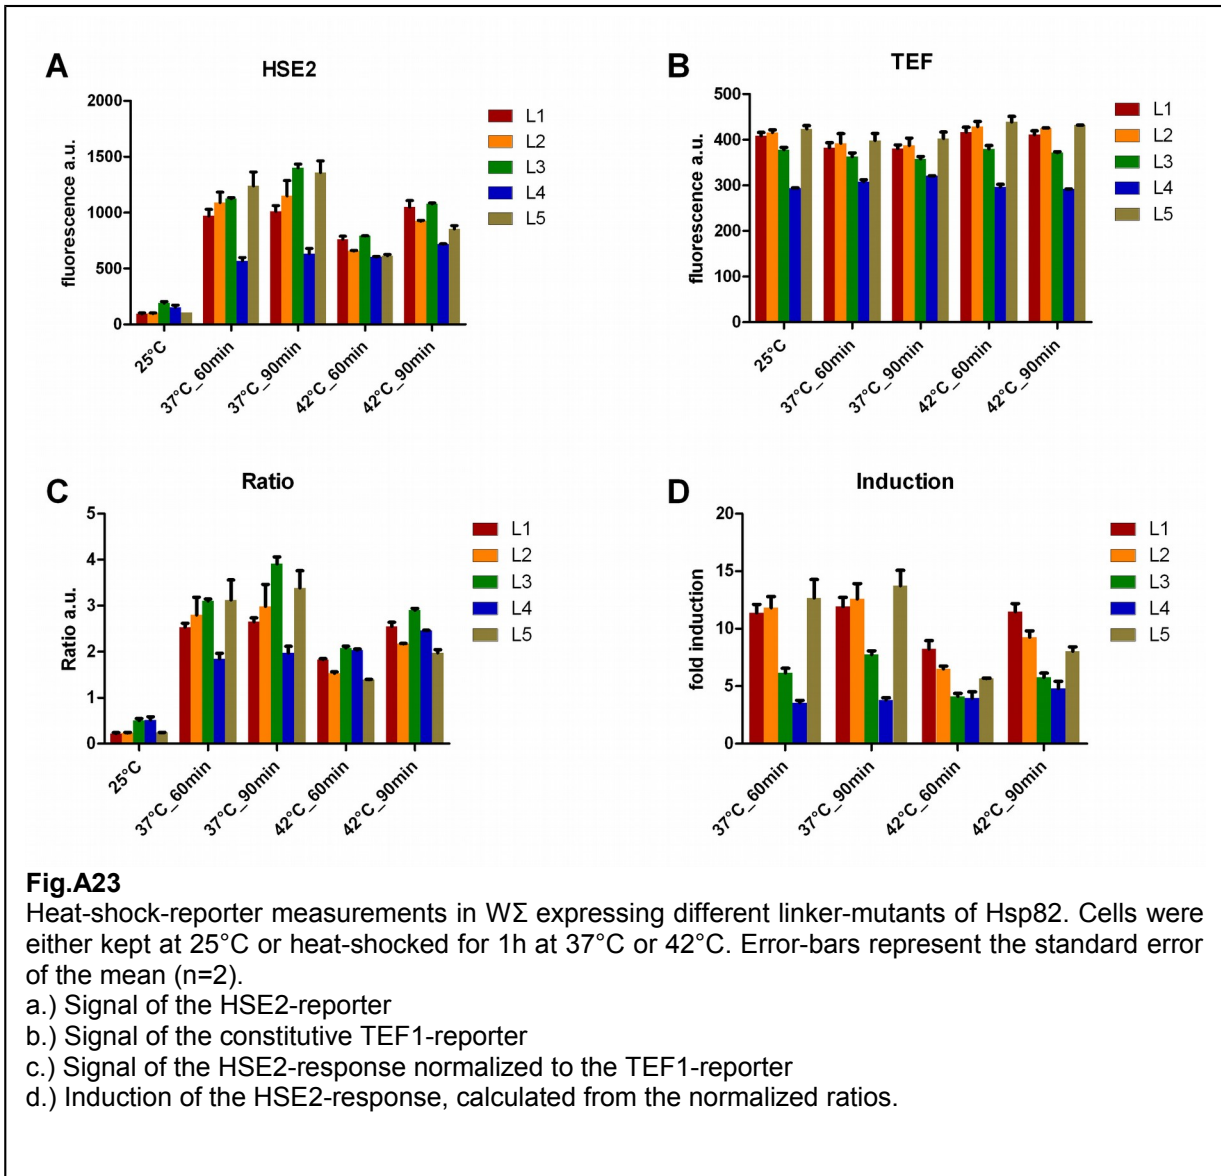 A
HSE2
fluorescence a.u.
2000
1500
1000
500
0
25°C
37°C_60min
37°C_90min
42°C_60min
42°C_90min
L1
L2
L3
L4
L5
B
TEF
fluorescence a.u.
500
400
300
200
100
0
25°C
37°C_60min
37°C_90min
42°C_60min
42°C_90min
L1
L2
L3
L4
L5
C
Ratio
Ratio a.u.
5
4
3
2
1
0
25°C
37°C_60min
37°C_90min
42°C_60min
42°C_90min
L1
L2
L3
L4
L5
D
Induction
fold induction
20
15
10
5
0
37°C_60min
37°C_90min
42°C_60min
42°C_90min
L1
L2
L3
L4
L5
Fig.A23
Heat-shock-reporter measurements in WΣ expressing different linker-mutants of Hsp82. Cells were
either kept at 25°C or heat-shocked for 1h at 37°C or 42°C. Error-bars represent the standard error
of the mean (n=2).
a.) Signal of the HSE2-reporter
b.) Signal of the constitutive TEF1-reporter
c.) Signal of the HSE2-response normalized to the TEF1-reporter
d.) Induction of the HSE2-response, calculated from the normalized ratios.